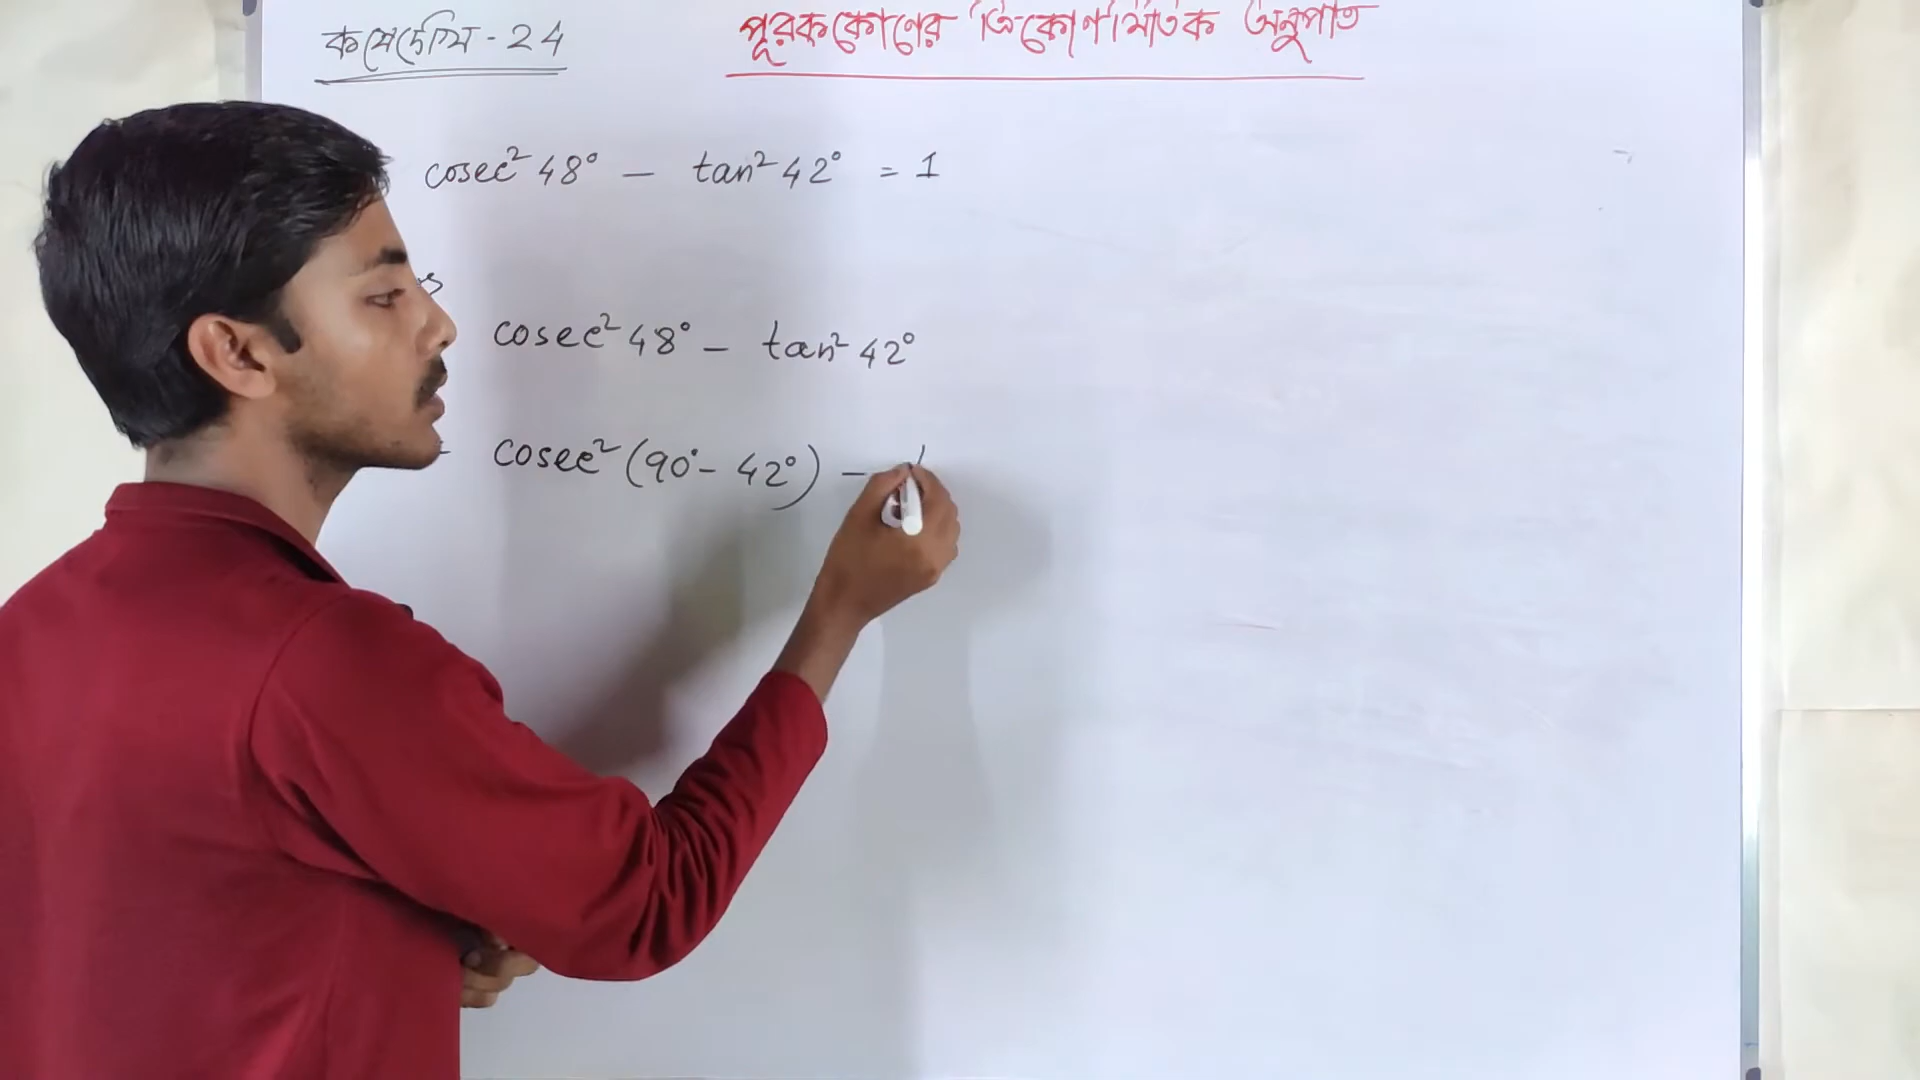 কষে দেখি - 24
পূরককোণের ত্রিকোণমিতিক অনুপাত
cosec² 48° − tan² 42° = 1
cosec² 48° − tan² 42°
cosec² (90° − 42°) −